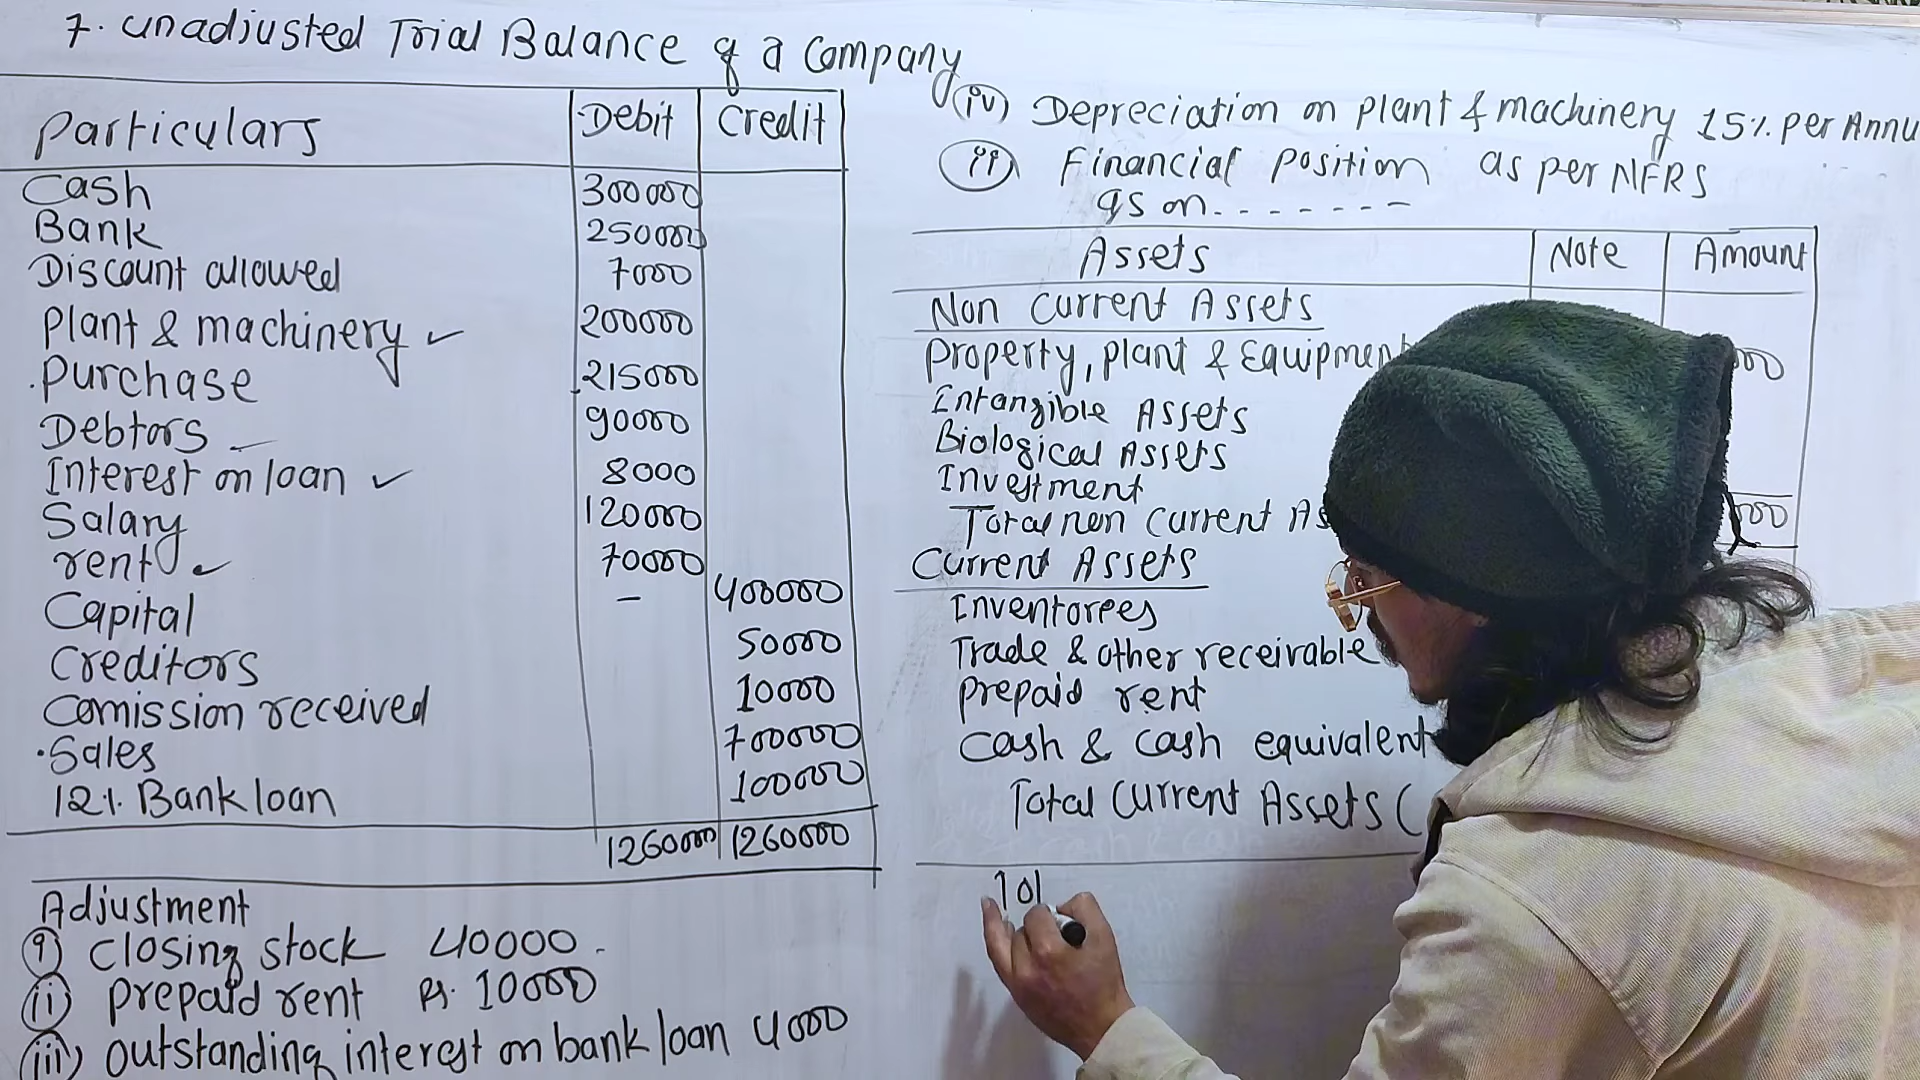 7. Unadjusted Trial Balance of a Company
Particulars Debit Credit
Cash 300000
Bank 250000
Discount allowed 7000
Plant & machinery ✓ 200000
.Purchase .215000
Debtors – 90000
Interest on loan ✓ 8000
Salary 120000
rent ✓ 70000
Capital – 400000
Creditors 50000
Comission received 10000
.Sales 700000
12% Bank loan 100000
1260000 1260000
Adjustment
(i) Closing stock 40000
(ii) prepaid rent Rs. 10000
(iii) outstanding interest on bank loan 4000
(iv) Depreciation on plant & machinery 15% per Annu
(ii) Financial Position as per NFRS
as on - - - - - - -
Assets Note Amount
Non Current Assets
Property, plant & Equipmen
Intangible Assets
Biological Assets
Investment
Total non current As
Current Assets
Inventorees
Trade & other receivable
prepaid rent
Cash & cash equivalent
Total Current Assets (